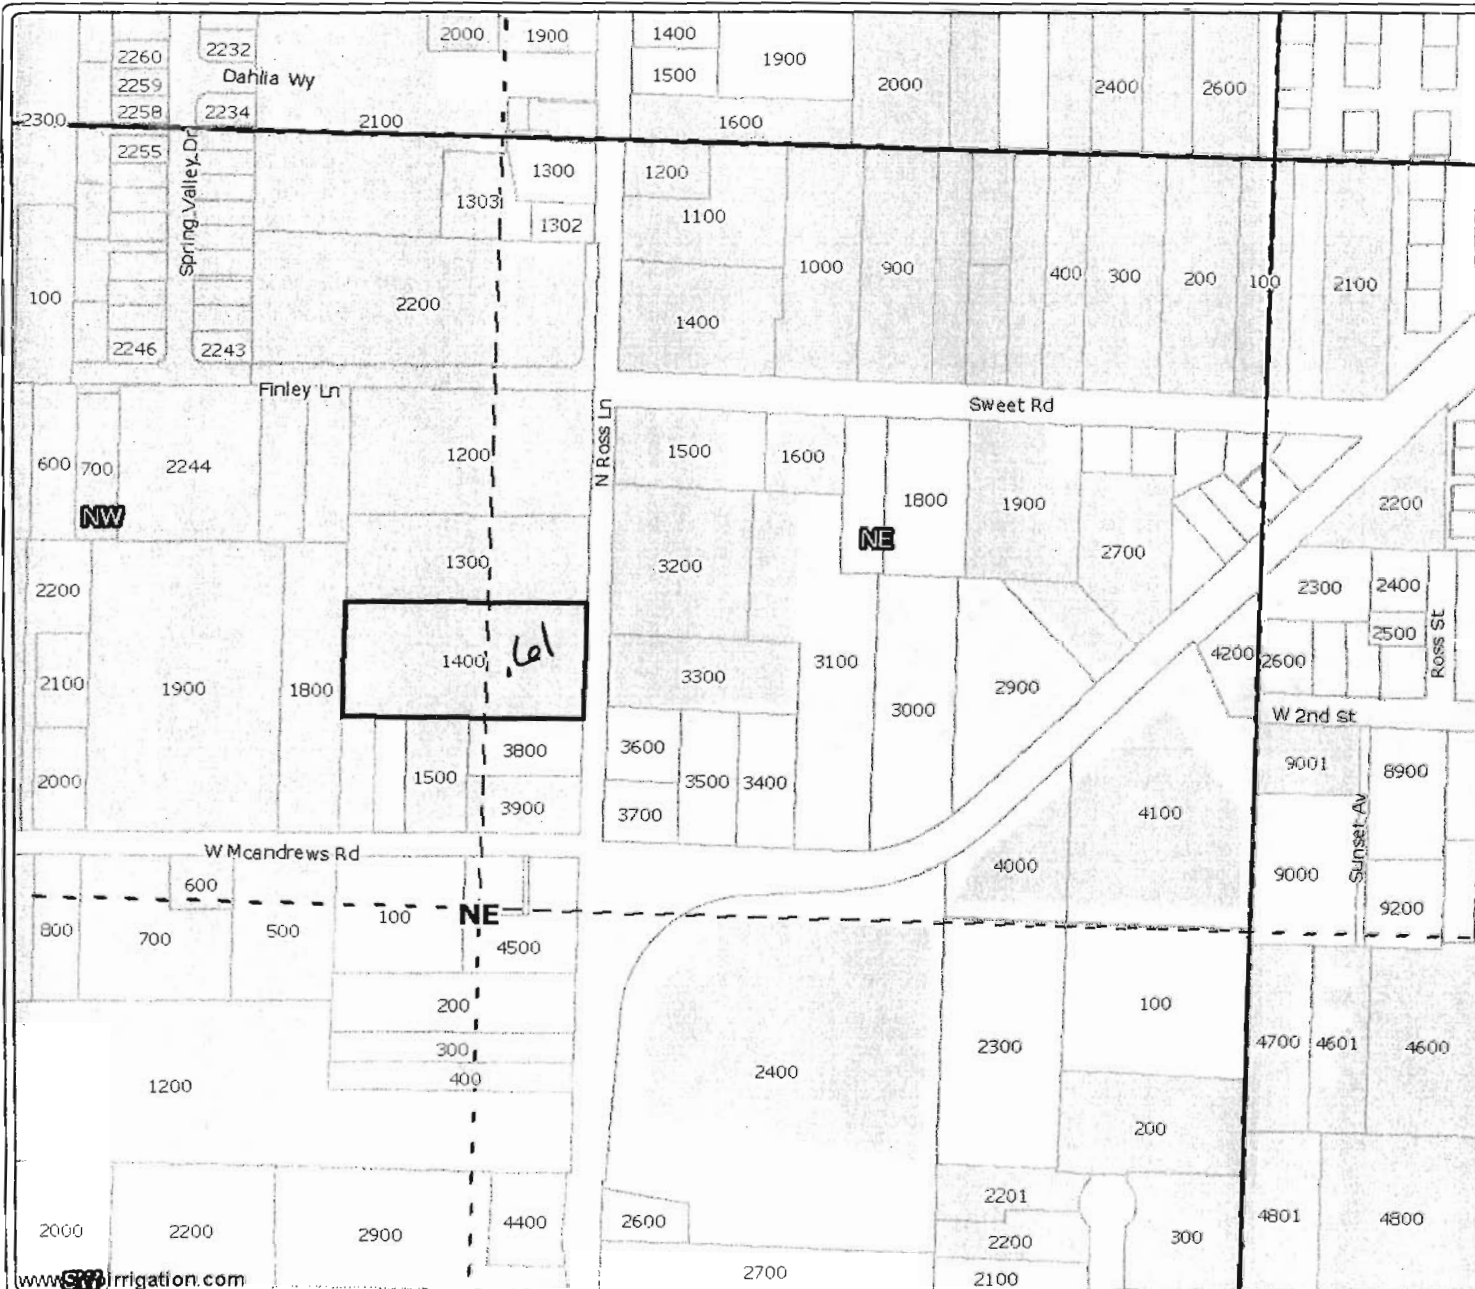 2000 1900 1400
2260 2232 1500 1900
Dahlia Wy
2259 2000 2400 2600
2258 2234
2300 2100 1600
2255
Spring Valley Dr
1303 1300 1302
1200
1100
100
2200
1000 900 400 300 200 100 2100
1400
2246 2243
Finley Ln
N Ross Ln
Sweet Rd
600 700 2244 1200 1500 1600
NW
1800 1900 2200
NE
1300 3200 2700
2200 2300 2400
2500
Ross St
1400 .61
2100 1900 1800 3300 3100 2900 4200 2600
3000
W 2nd St
3800 3600
2000 1500 3500 3400 9001 8900
3900 3700 4100
Sunset Av
W Mcandrews Rd
4000 9000
600
800 700 500 100 NE 4500 9200
200 100
300 2300 4700 4601 4600
1200 400 2400
200
2201
2000 2200 2900 4400 2600 2200 300 4801 4800
2700 2100